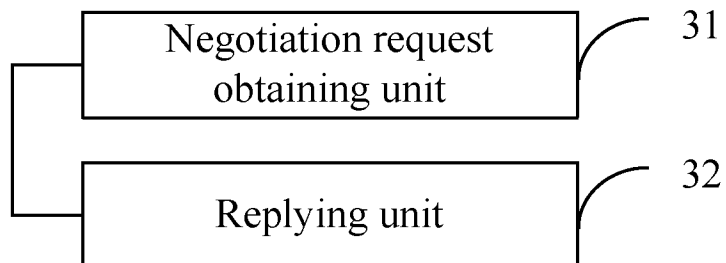 Negotiation request
obtaining unit
31
Replying unit
32